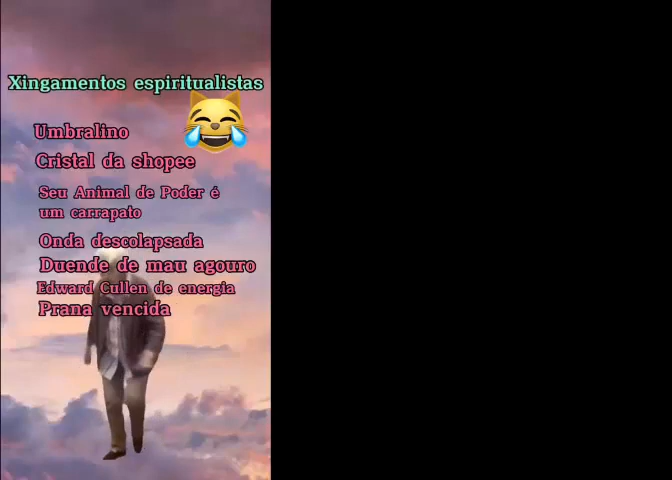 Xingamentos espiritualistas
Umbralino
Cristal da shopee
Seu Animal de Poder é
um carrapato
Onda descolapsada
Duende de mau agouro
Edward Cullen de energia
Prana vencida